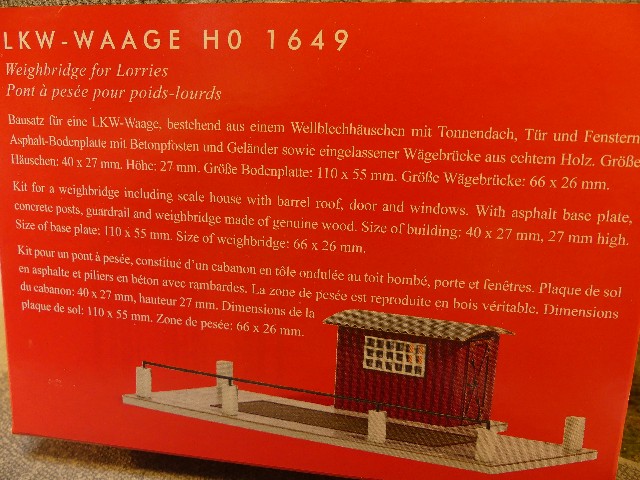 LKW-WAAGE H0 1649
Weighbridge for Lorries
Pont à pesée pour poids-lourds
Bausatz für eine LKW-Waage, bestehend aus einem Wellblechhäuschen mit Tonnendach, Tür und Fenstern
Asphalt-Bodenplatte mit Betonpfosten und Geländer sowie eingelassener Wägebrücke aus echtem Holz. Größe
Häuschen: 40 x 27 mm. Höhe: 27 mm. Größe Bodenplatte: 110 x 55 mm. Größe Wägebrücke: 66 x 26 mm.
Kit for a weighbridge including scale house with barrel roof, door and windows. With asphalt base plate,
concrete posts, guardrail and weighbridge made of genuine wood. Size of building: 40 x 27 mm, 27 mm high.
Size of base plate: 110 x 55 mm. Size of weighbridge: 66 x 26 mm.
Kit pour un pont à pesée, constitué d'un cabanon en tôle ondulée au toit bombé, porte et fenêtres. Plaque de sol
en asphalte et piliers en béton avec rambardes. La zone de pesée est reproduite en bois véritable. Dimensions
du cabanon: 40 x 27 mm, hauteur 27 mm. Dimensions de la
plaque de sol: 110 x 55 mm. Zone de pesée: 66 x 26 mm.